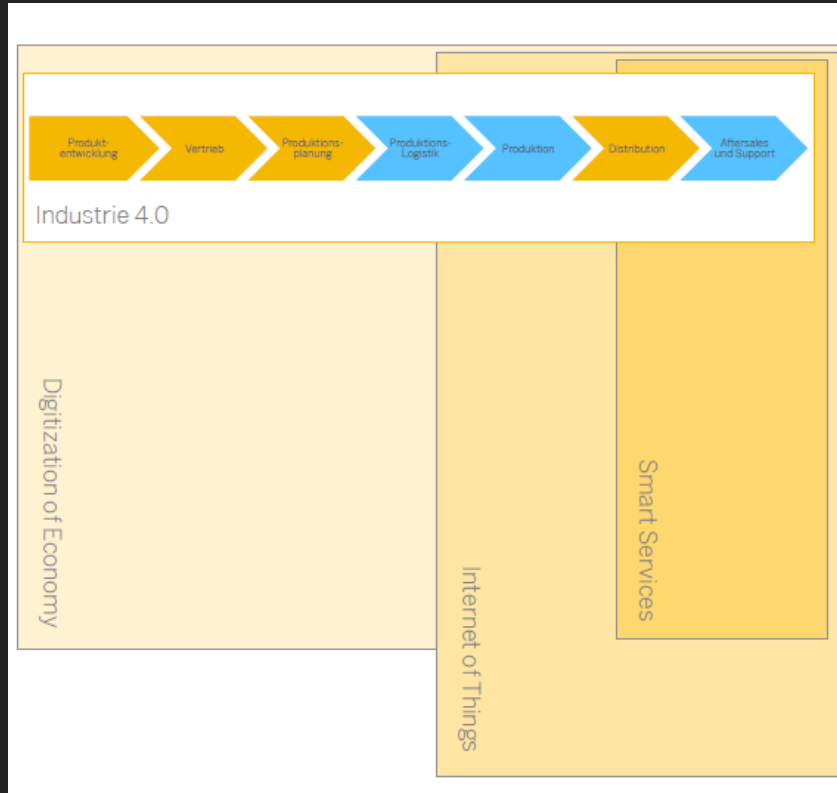 Produkt-
entwicklung
Vertrieb
Produktions-
planung
Produktions-
Logistik
Produktion
Distribution
Aftersales
und Support
Industrie 4.0
Digitization of Economy
Internet of Things
Smart Services